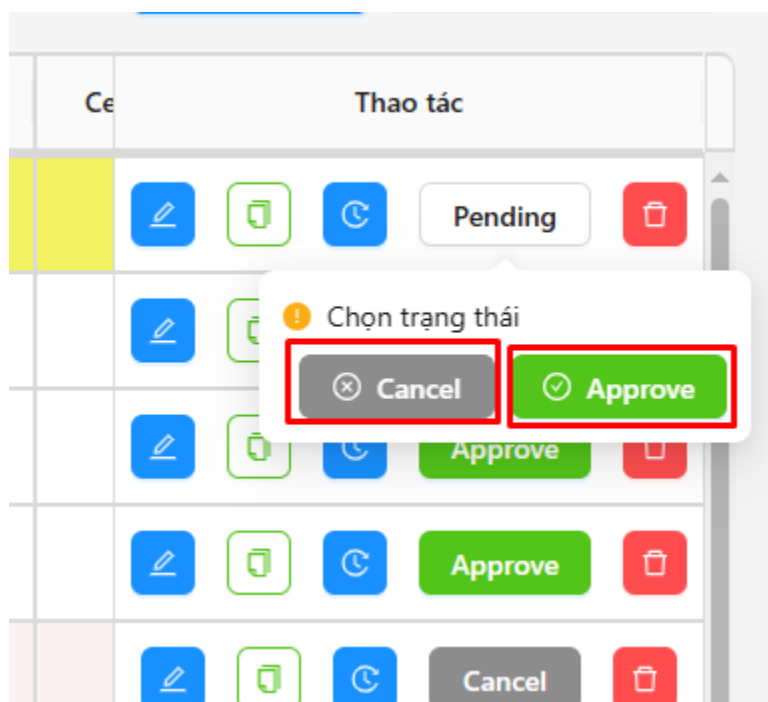 Ce Thao tác
Pending
Chọn trạng thái
Cancel Approve
Approve
Approve
Cancel